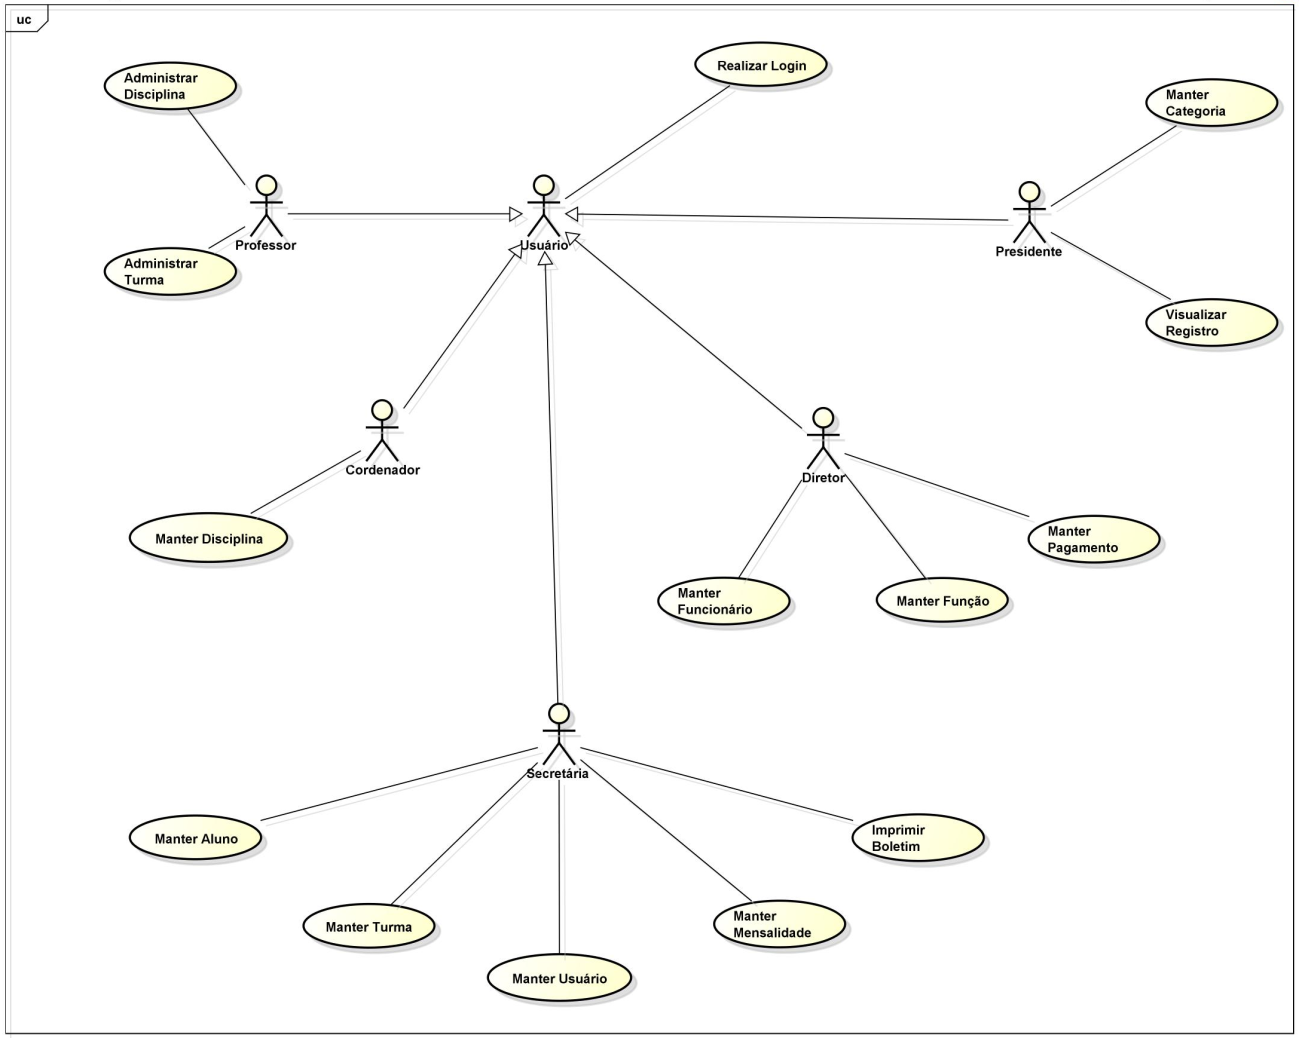 uc
Realizar Login
Administrar
Disciplina
Manter
Categoria
Professor
Usuário
Presidente
Administrar
Turma
Visualizar
Registro
Cordenador
Diretor
Manter Disciplina
Manter
Pagamento
Manter
Funcionário
Manter Função
Secretária
Manter Aluno
Imprimir
Boletim
Manter Turma
Manter
Mensalidade
Manter Usuário